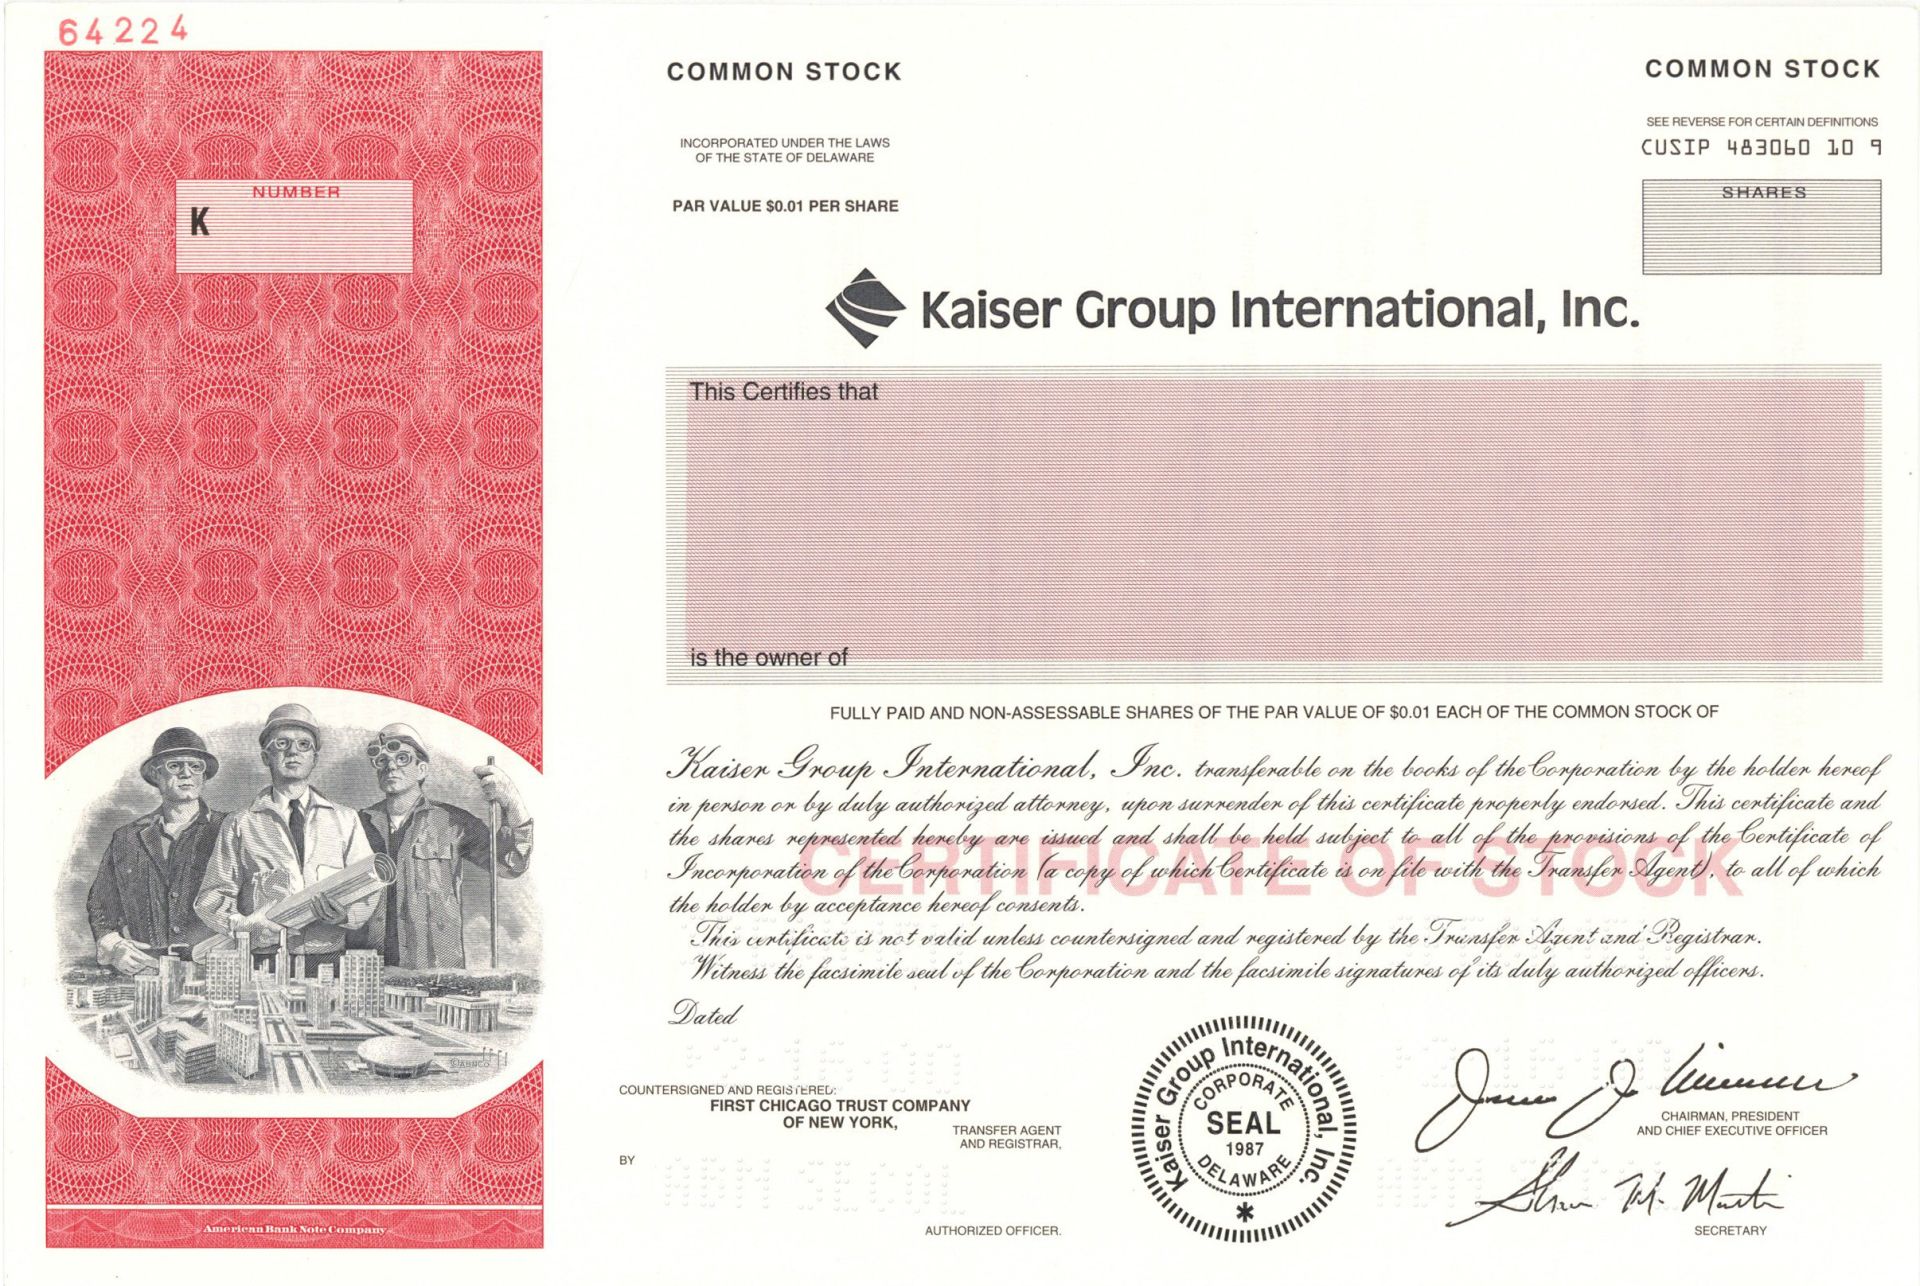 64224
COMMON STOCK
COMMON STOCK
SEE REVERSE FOR CERTAIN DEFINITIONS
CUSIP 483060 10 9
INCORPORATED UNDER THE LAWS
OF THE STATE OF DELAWARE
PAR VALUE $0.01 PER SHARE
NUMBER
K
SHARES
Kaiser Group International, Inc.
This Certifies that
is the owner of
FULLY PAID AND NON-ASSESSABLE SHARES OF THE PAR VALUE OF $0.01 EACH OF THE COMMON STOCK OF
Kaiser Group International, Inc. transferable on the books of the Corporation by the holder hereof
in person or by duly authorized attorney, upon surrender of this certificate properly endorsed. This certificate and
the shares represented hereby are issued and shall be held subject to all of the provisions of the Certificate of
Incorporation of the Corporation (a copy of which Certificate is on file with the Transfer Agent), to all of which
the holder by acceptance hereof consents.
CERTIFICATE OF STOCK
This certificate is not valid unless countersigned and registered by the Transfer Agent and Registrar.
Witness the facsimile seal of the Corporation and the facsimile signatures of its duly authorized officers.
Dated
©ABNCO.
COUNTERSIGNED AND REGISTERED:
FIRST CHICAGO TRUST COMPANY
OF NEW YORK,
TRANSFER AGENT
AND REGISTRAR,
BY
ABN SE CAL
AUTHORIZED OFFICER.
Kaiser Group International, Inc.
CORPORATE
SEAL
1987
DELAWARE
*
CHAIRMAN, PRESIDENT
AND CHIEF EXECUTIVE OFFICER
M. Martin
SECRETARY
American Bank Note Company